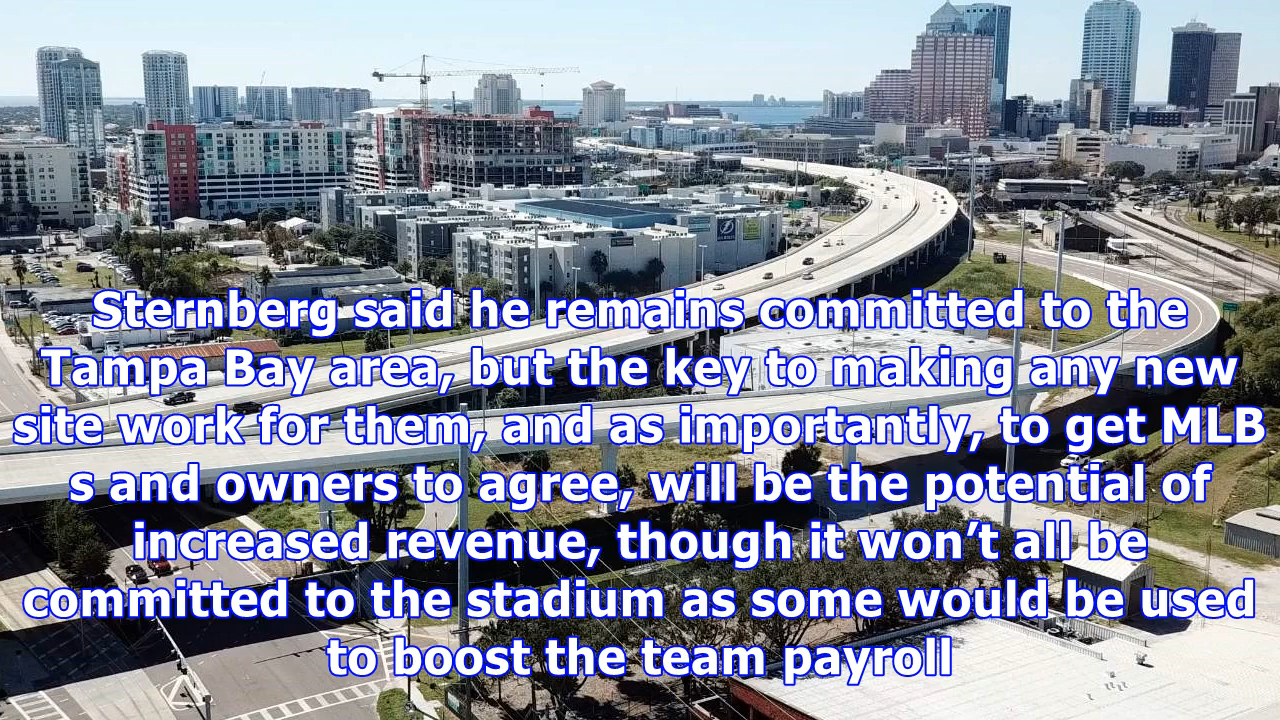 Sternberg said he remains committed to the
Tampa Bay area, but the key to making any new
site work for them, and as importantly, to get MLB
s and owners to agree, will be the potential of
increased revenue, though it won’t all be
committed to the stadium as some would be used
to boost the team payroll